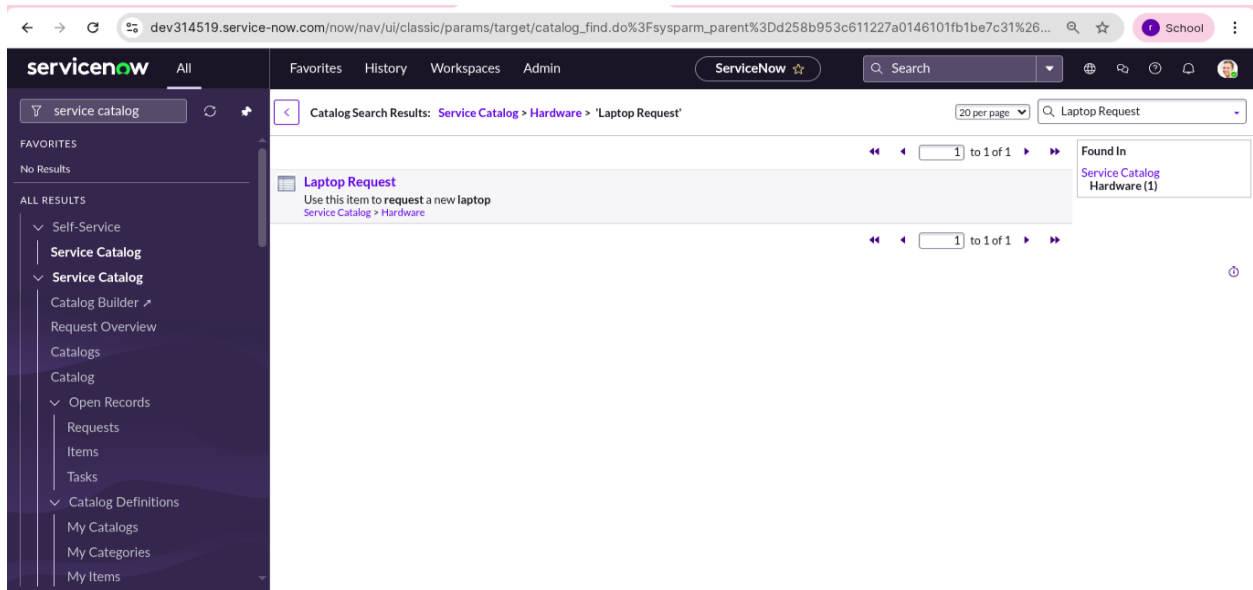 dev314519.service-now.com/now/nav/ui/classic/params/target/catalog_find.do%3Fsysparm_parent%3Dd258b953c611227a0146101fb1be7c31%26...
School
servicenow All Favorites History Workspaces Admin ServiceNow Search
service catalog
FAVORITES
No Results
ALL RESULTS
Self-Service
Service Catalog
Service Catalog
Catalog Builder ↗
Request Overview
Catalogs
Catalog
Open Records
Requests
Items
Tasks
Catalog Definitions
My Catalogs
My Categories
My Items
Catalog Search Results: Service Catalog > Hardware > 'Laptop Request'
20 per page
Laptop Request
1 to 1 of 1
Laptop Request
Use this item to request a new laptop
Service Catalog > Hardware
1 to 1 of 1
Found In
Service Catalog
Hardware (1)